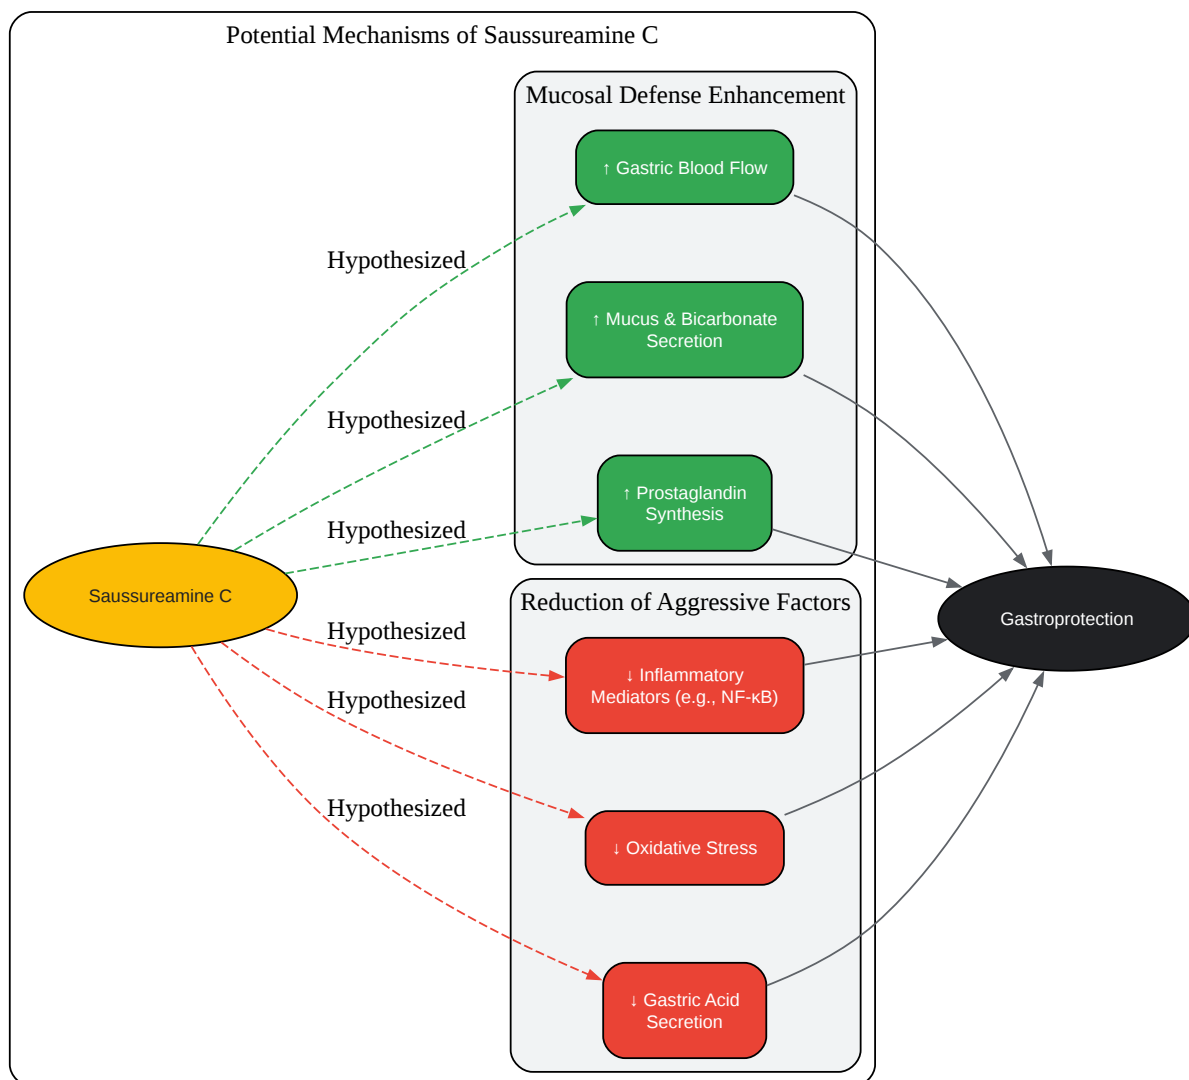 Potential Mechanisms of Saussureamine C
Mucosal Defense Enhancement
↑ Gastric Blood Flow
Hypothesized
↑ Mucus & Bicarbonate
Secretion
Hypothesized
↑ Prostaglandin
Synthesis
Hypothesized
Saussureamine C
Reduction of Aggressive Factors
Gastroprotection
Hypothesized
↓ Inflammatory
Mediators (e.g., NF-κB)
Hypothesized
↓ Oxidative Stress
Hypothesized
↓ Gastric Acid
Secretion